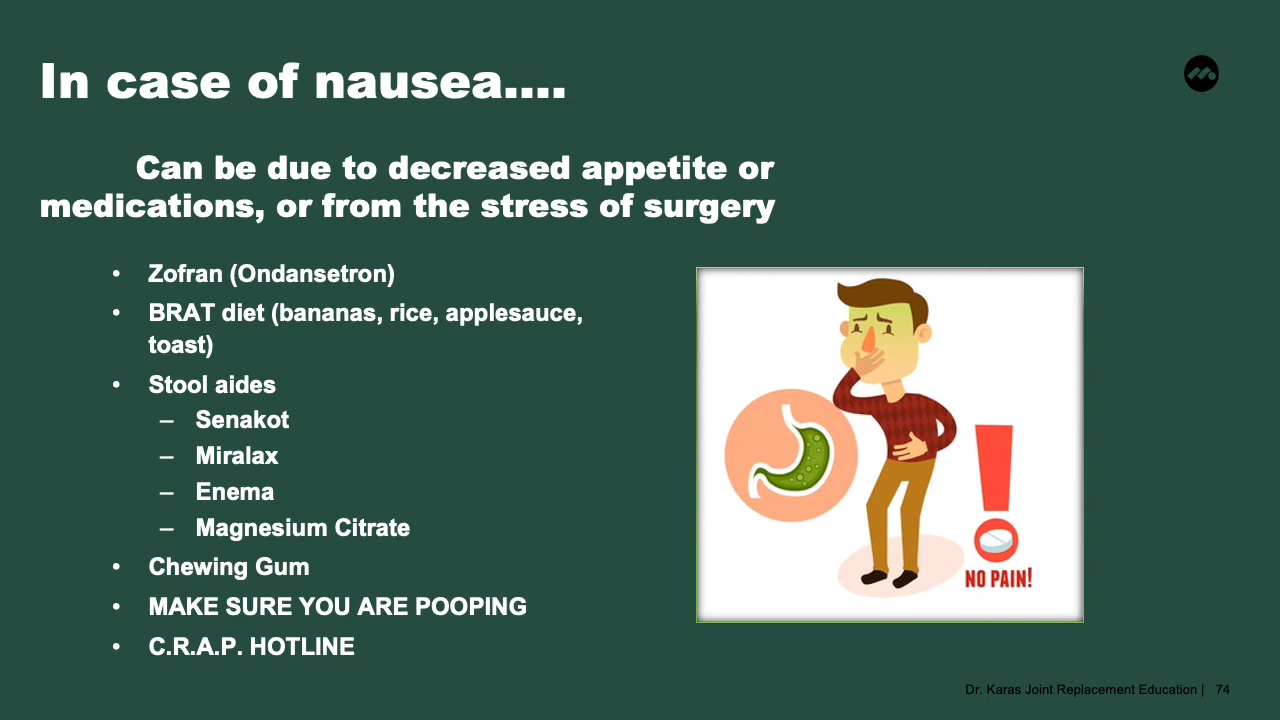 In case of nausea....
Can be due to decreased appetite or
medications, or from the stress of surgery
• Zofran (Ondansetron)
• BRAT diet (bananas, rice, applesauce,
toast)
• Stool aides
– Senakot
– Miralax
– Enema
– Magnesium Citrate
• Chewing Gum
• MAKE SURE YOU ARE POOPING
• C.R.A.P. HOTLINE
NO PAIN!
Dr. Karas Joint Replacement Education | 74